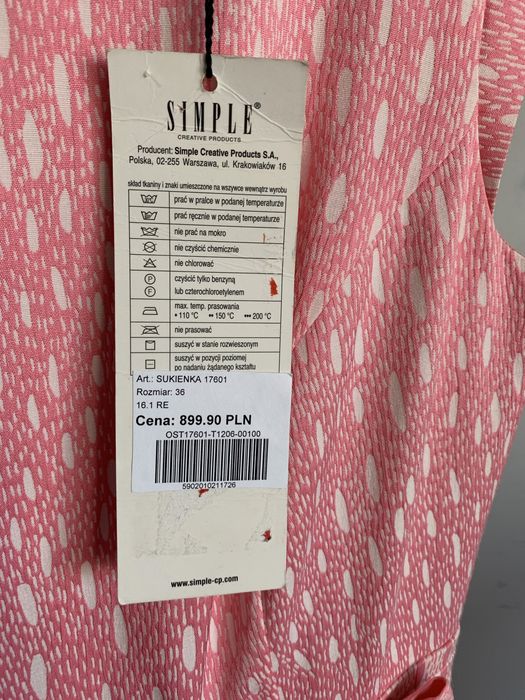 SIMPLE®
CREATIVE PRODUCTS
Producent: Simple Creative Products S.A.,
Polska, 02-255 Warszawa, ul. Krakowiaków 16
skład tkaniny i znaki umieszczone na wszywce wewnątrz wyrobu
prać w pralce w podanej temperaturze
prać ręcznie w podanej temperaturze
nie prać na mokro
nie czyścić chemicznie
nie chlorować
P czyścić tylko benzyną
F lub czterochloroetylenem
max. temp. prasowania
• 110 °C •• 150 °C ••• 200 °C
nie prasować
suszyć w stanie rozwieszonym
suszyć w pozycji poziomej
po nadaniu żądanego kształtu
Art.: SUKIENKA 17601
Rozmiar: 36
16.1 RE
Cena: 899.90 PLN
OST17601-T1206-00100
5902010211726
www.simple-cp.com